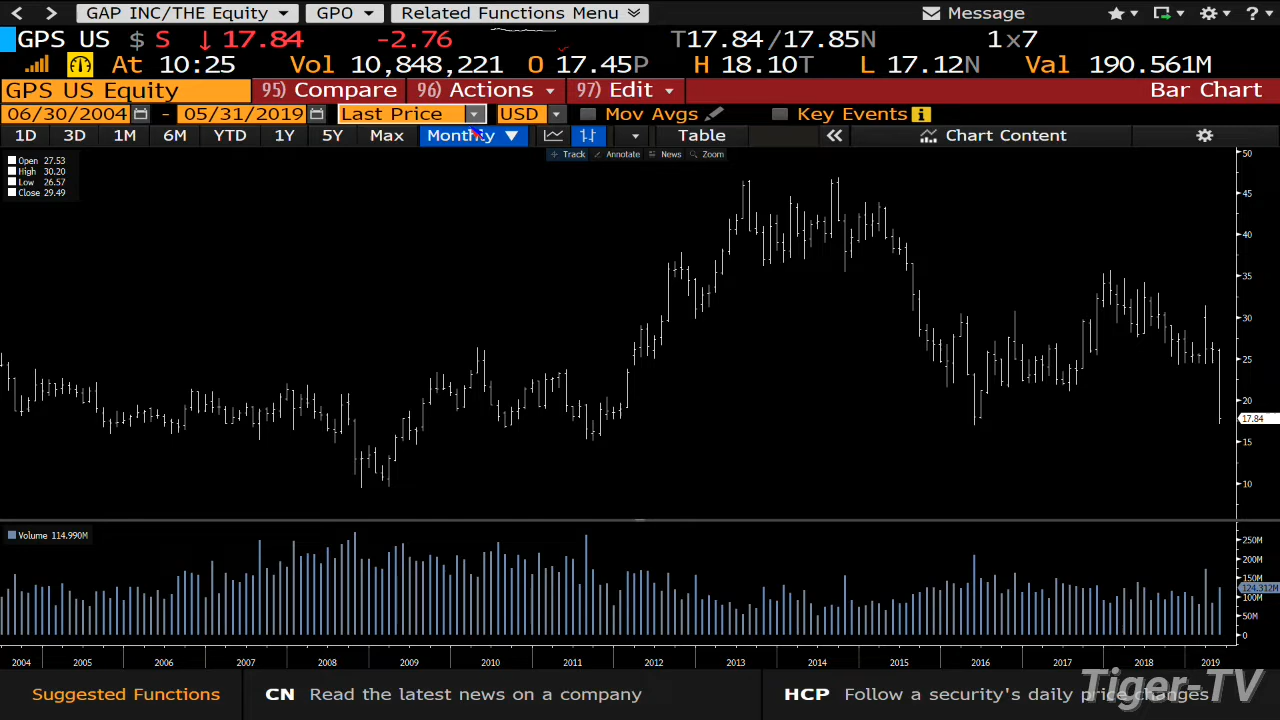 GAP INC/THE Equity GPO Related Functions Menu Message ?
GPS US $ S ↓ 17.84 -2.76 T17.84/17.85N 1x7
At 10:25 Vol 10,848,221 O 17.45P H 18.10T L 17.12N Val 190.561M
GPS US Equity 95) Compare 96) Actions 97) Edit Bar Chart
06/30/2004 - 05/31/2019 Last Price USD Mov Avgs Key Events i
1D 3D 1M 6M YTD 1Y 5Y Max Monthly ▼ Table « Chart Content
Track Annotate News Zoom
Open 27.53
High 30.20
Low 26.57
Close 29.49
50
45
40
35
30
25
20
17.84
15
10
Volume 114.990M
250M
200M
150M
124.312M
100M
50M
0
2004 2005 2006 2007 2008 2009 2010 2011 2012 2013 2014 2015 2016 2017 2018 2019
Suggested Functions CN Read the latest news on a company HCP Follow a security's daily price changes.
Tiger-TV